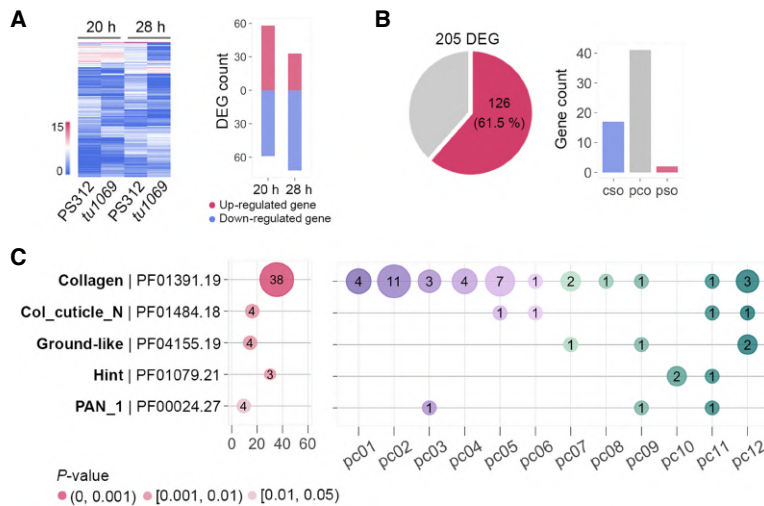 A
20 h 28 h
15
0
PS312
tu1069
PS312
tu1069
DEG count
60
30
0
30
60
20 h 28 h
Up-regulated gene
Down-regulated gene
B
205 DEG
126
(61.5 %)
Gene count
40
30
20
10
0
cso pco pso
C
Collagen | PF01391.19
Col_cuticle_N | PF01484.18
Ground-like | PF04155.19
Hint | PF01079.21
PAN_1 | PF00024.27
38
4
4
3
4
0 20 40 60
4 11 3 4 7 1 2 1 1 1 3
1 1 1 1
1 1 2
2 1
1 1 1
pc01 pc02 pc03 pc04 pc05 pc06 pc07 pc08 pc09 pc10 pc11 pc12
P-value
(0, 0.001) [0.001, 0.01) [0.01, 0.05)